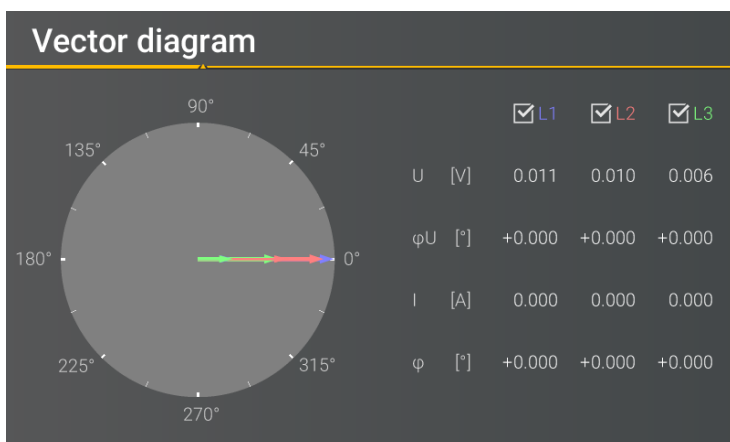 Vector diagram
90°
135°
45°
180°
0°
225°
315°
270°
L1 L2 L3
U [V] 0.011 0.010 0.006
φU [°] +0.000 +0.000 +0.000
I [A] 0.000 0.000 0.000
φ [°] +0.000 +0.000 +0.000